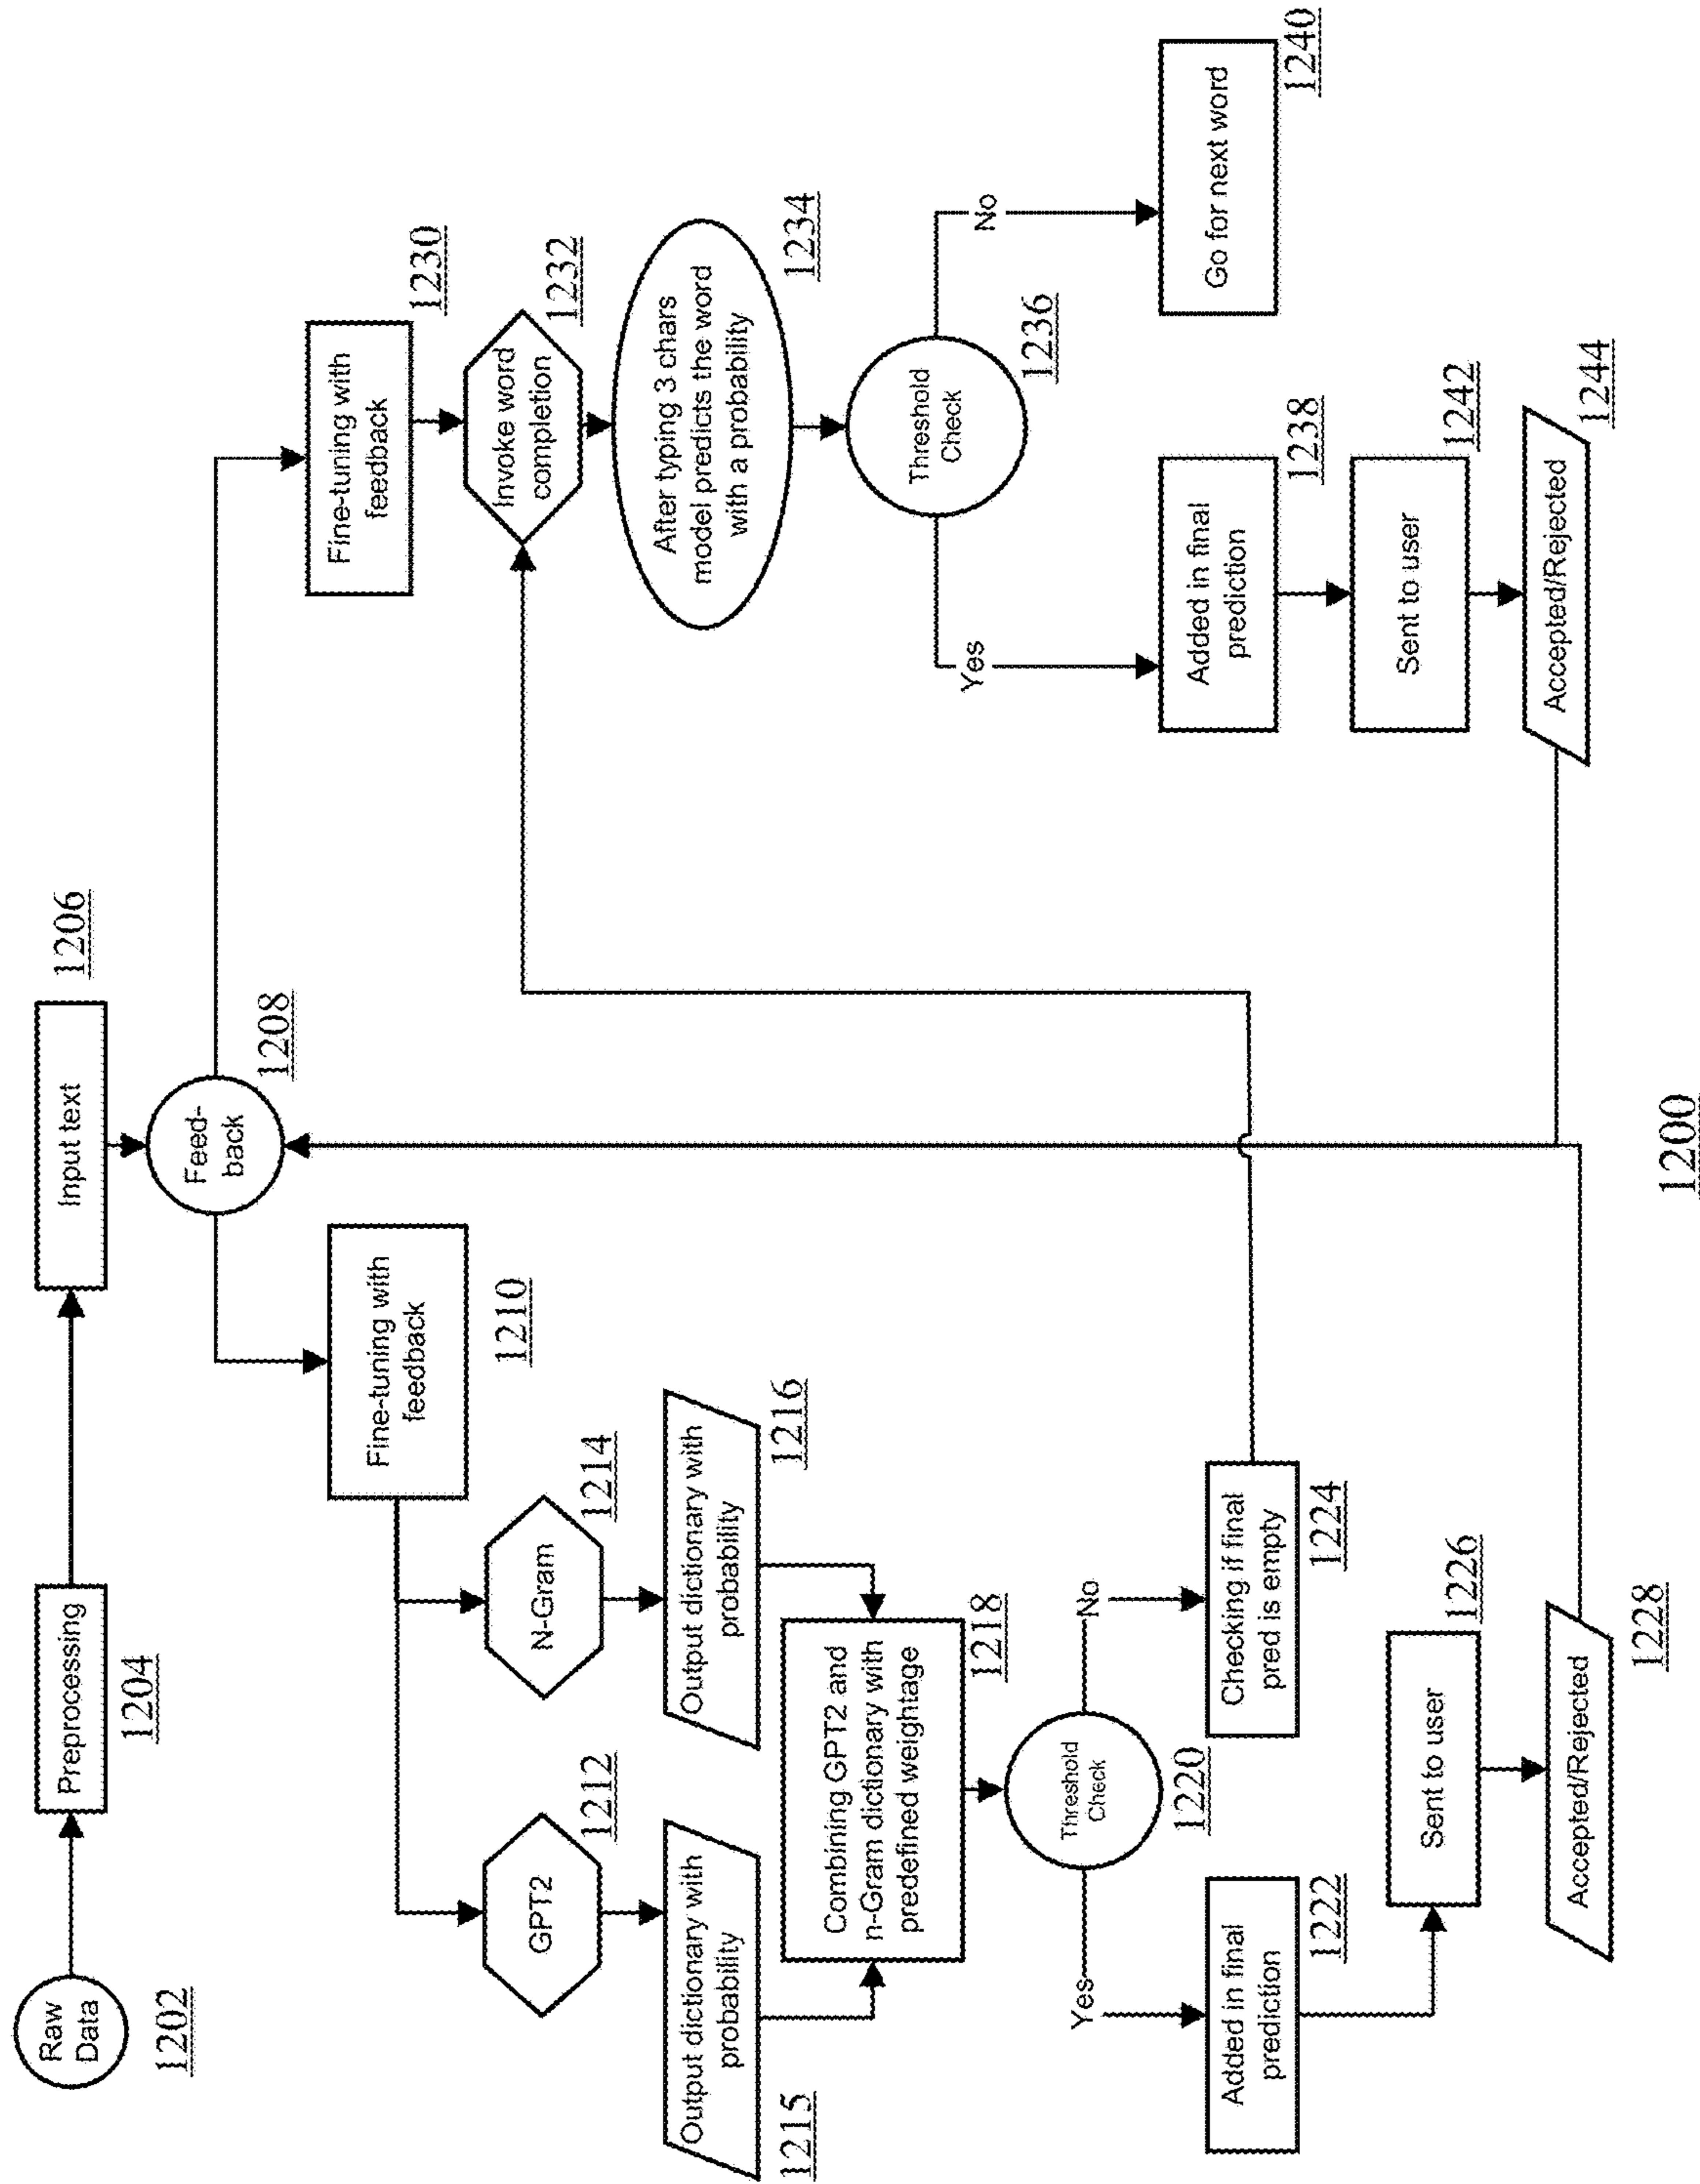 Raw
Data
1202
Preprocessing
1204
Input text
1206
Feed-
back
1208
Fine-tuning with
feedback
1210
GPT2
1212
N-Gram
1214
Output dictionary with
probability
1215
Output dictionary with
probability
1216
Combining GPT2 and
n-Gram dictionary with
predefined weightage
1218
Threshold
Check
1220
Yes
No
Added in final
prediction
1222
Checking if final
pred is empty
1224
Sent to user
1226
Accepted/Rejected
1228
Fine-tuning with
feedback
1230
Invoke word
completion
1232
After typing 3 chars
model predicts the word
with a probability
1234
Threshold
Check
1236
Yes
No
Added in final
prediction
1238
Go for next word
1240
Sent to user
1242
Accepted/Rejected
1244
1200